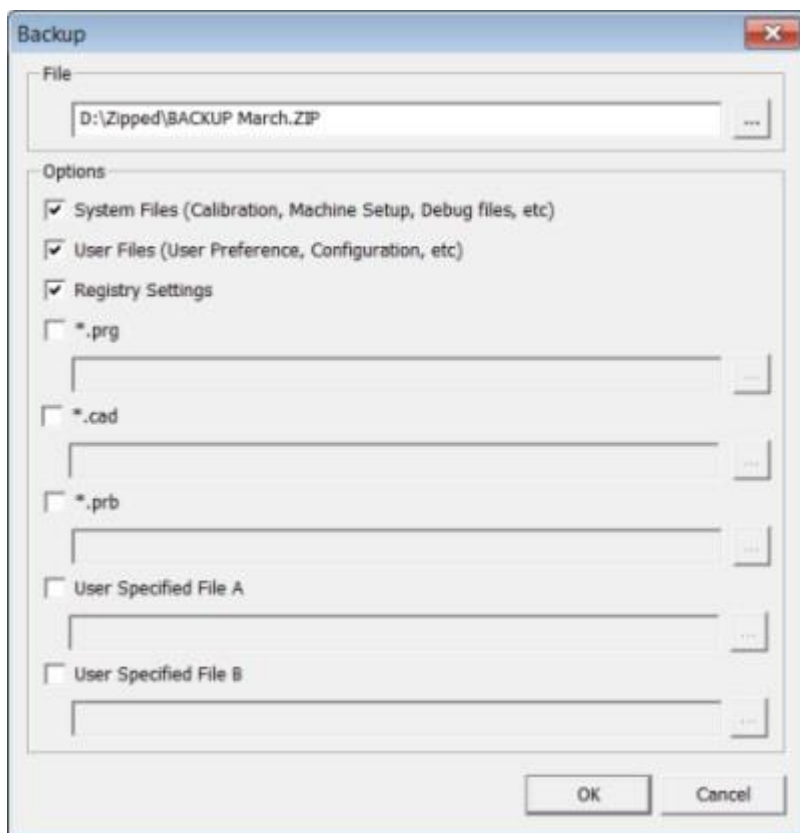 Backup
File
D:\Zipped\BACKUP March.ZIP
...
Options
System Files (Calibration, Machine Setup, Debug files, etc)
User Files (User Preference, Configuration, etc)
Registry Settings
*.prg
...
*.cad
...
*.prb
...
User Specified File A
...
User Specified File B
...
OK Cancel